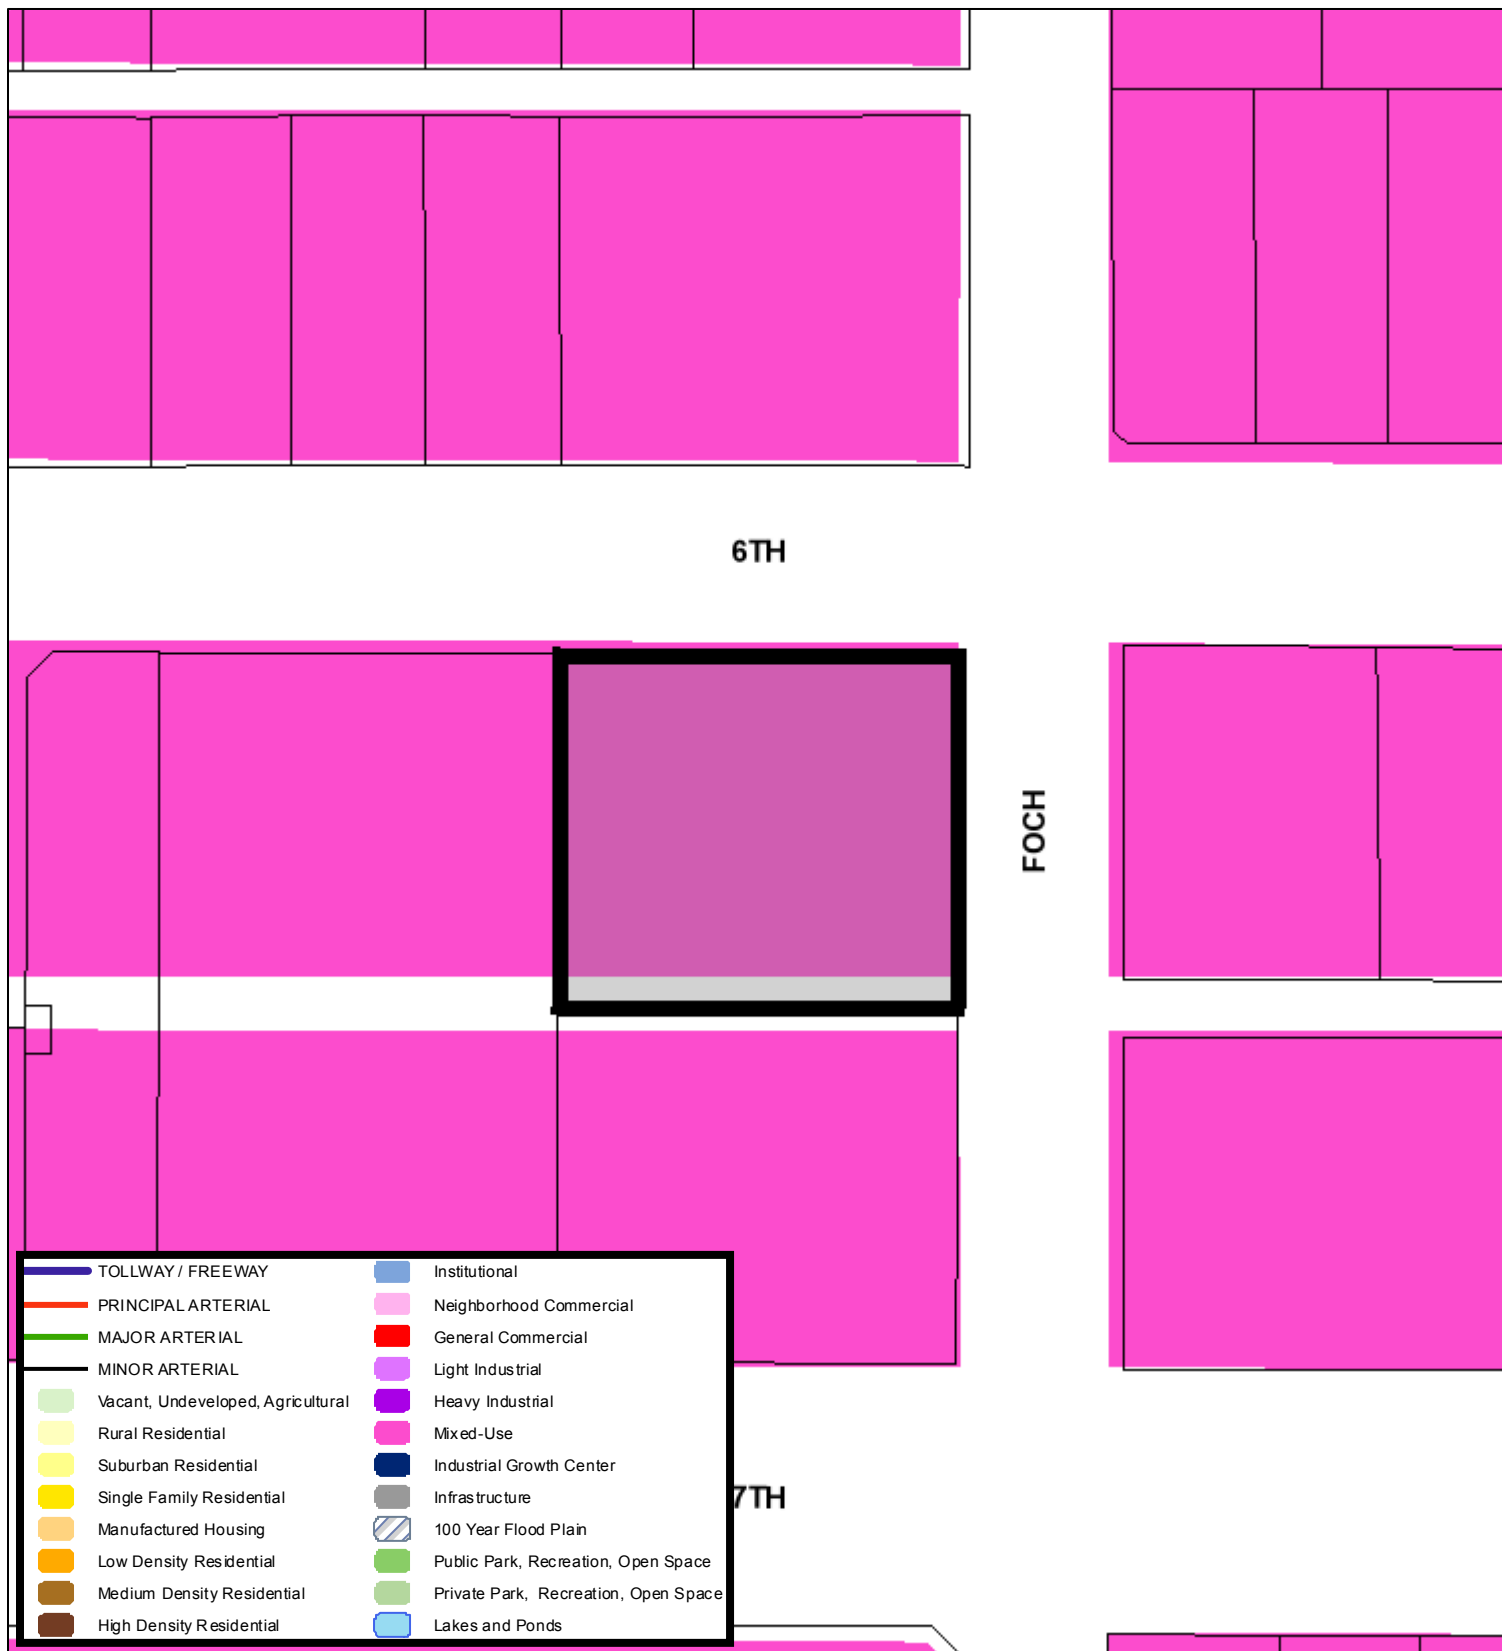 6TH
FOCH
7TH
TOLLWAY / FREEWAY
PRINCIPAL ARTERIAL
MAJOR ARTERIAL
MINOR ARTERIAL
Vacant, Undeveloped, Agricultural
Rural Residential
Suburban Residential
Single Family Residential
Manufactured Housing
Low Density Residential
Medium Density Residential
High Density Residential
Institutional
Neighborhood Commercial
General Commercial
Light Industrial
Heavy Industrial
Mixed-Use
Industrial Growth Center
Infrastructure
100 Year Flood Plain
Public Park, Recreation, Open Space
Private Park, Recreation, Open Space
Lakes and Ponds